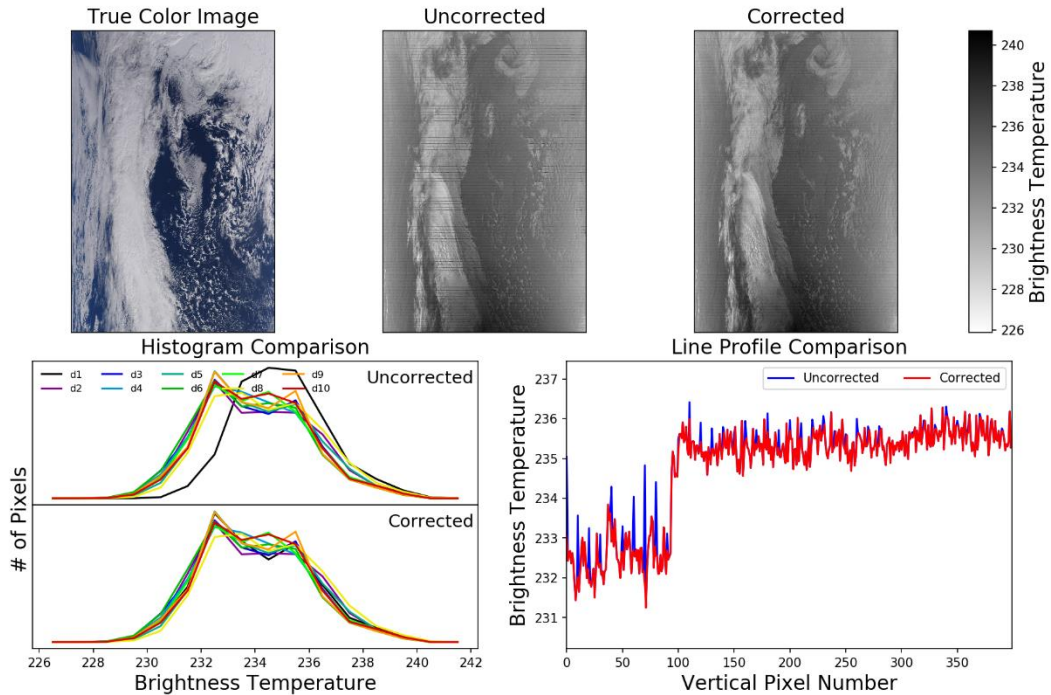 True Color Image
Uncorrected
Corrected
240
238
236
234
232
230
228
226
Brightness Temperature
Histogram Comparison
d1 d3 d5 d7 d9
d2 d4 d6 d8 d10
Uncorrected
Corrected
# of Pixels
226 228 230 232 234 236 238 240 242
Brightness Temperature
Line Profile Comparison
Uncorrected Corrected
237
236
235
234
233
232
231
Brightness Temperature
0 50 100 150 200 250 300 350
Vertical Pixel Number